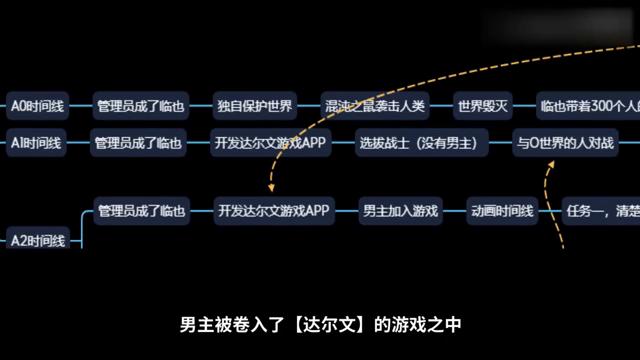 A0时间线 管理员成了临也 独自保护世界 混沌之鼠袭击人类 世界毁灭 临也带着300个人的
A1时间线 管理员成了临也 开发达尔文游戏APP 选拔战士（没有男主） 与0世界的人对战
管理员成了临也 开发达尔文游戏APP 男主加入游戏 动画时间线 任务一，清楚
A2时间线
男主被卷入了【达尔文】的游戏之中